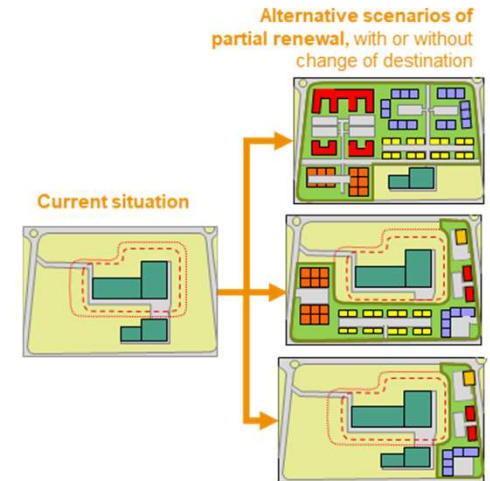 Alternative scenarios of
partial renewal, with or without
change of destination
Current situation